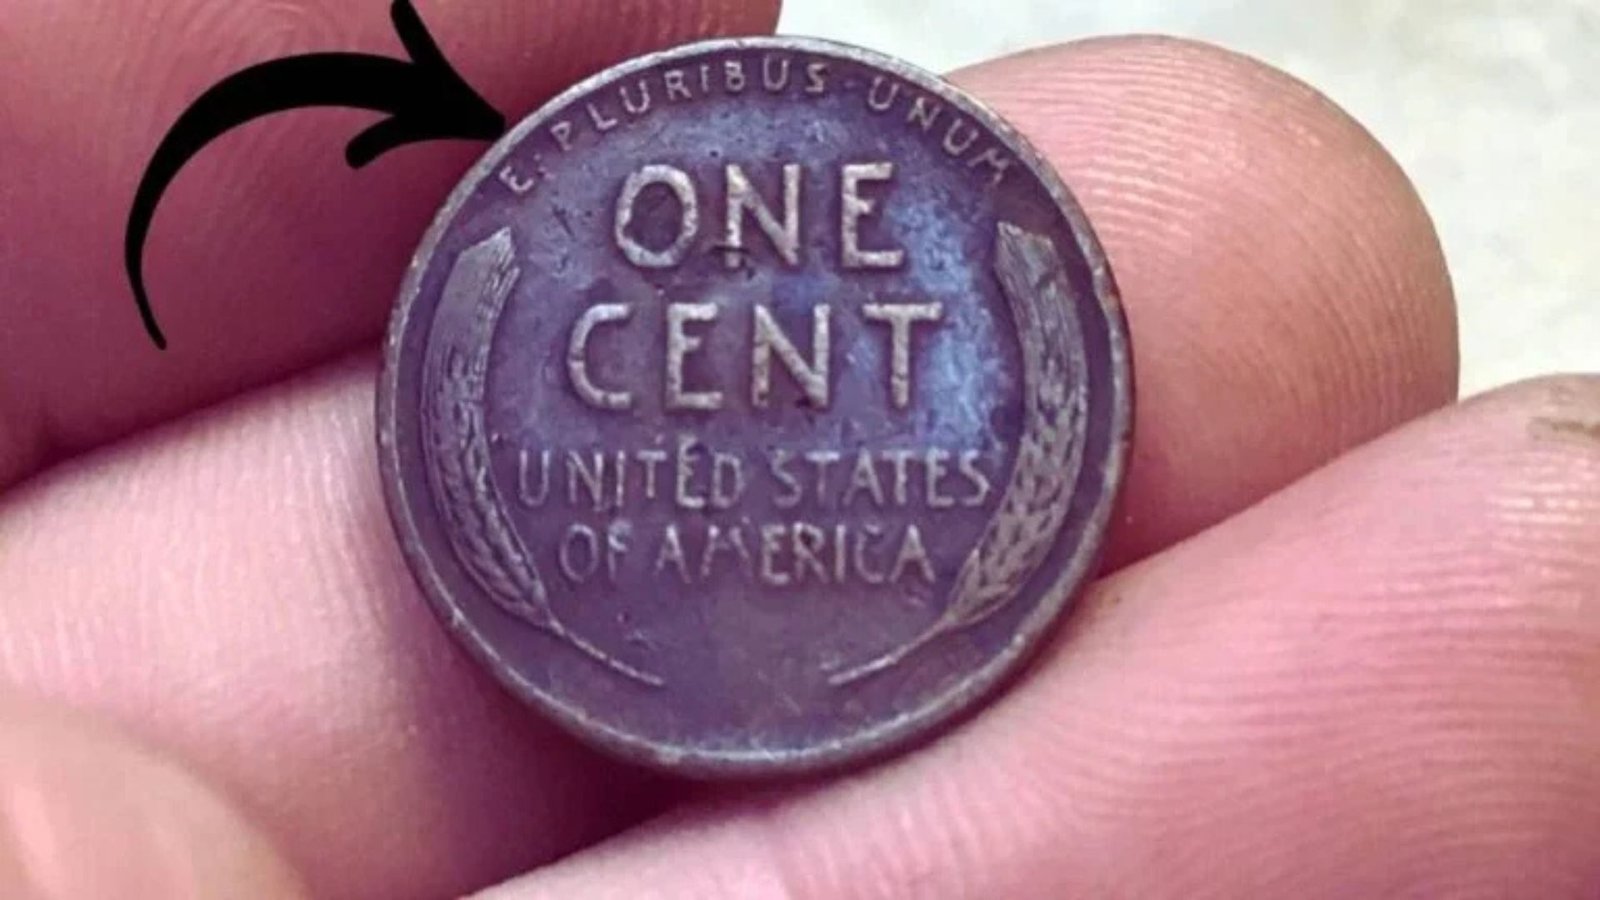 E·PLURIBUS·UNUM
ONE
CENT
UNITED STATES
OF AMERICA